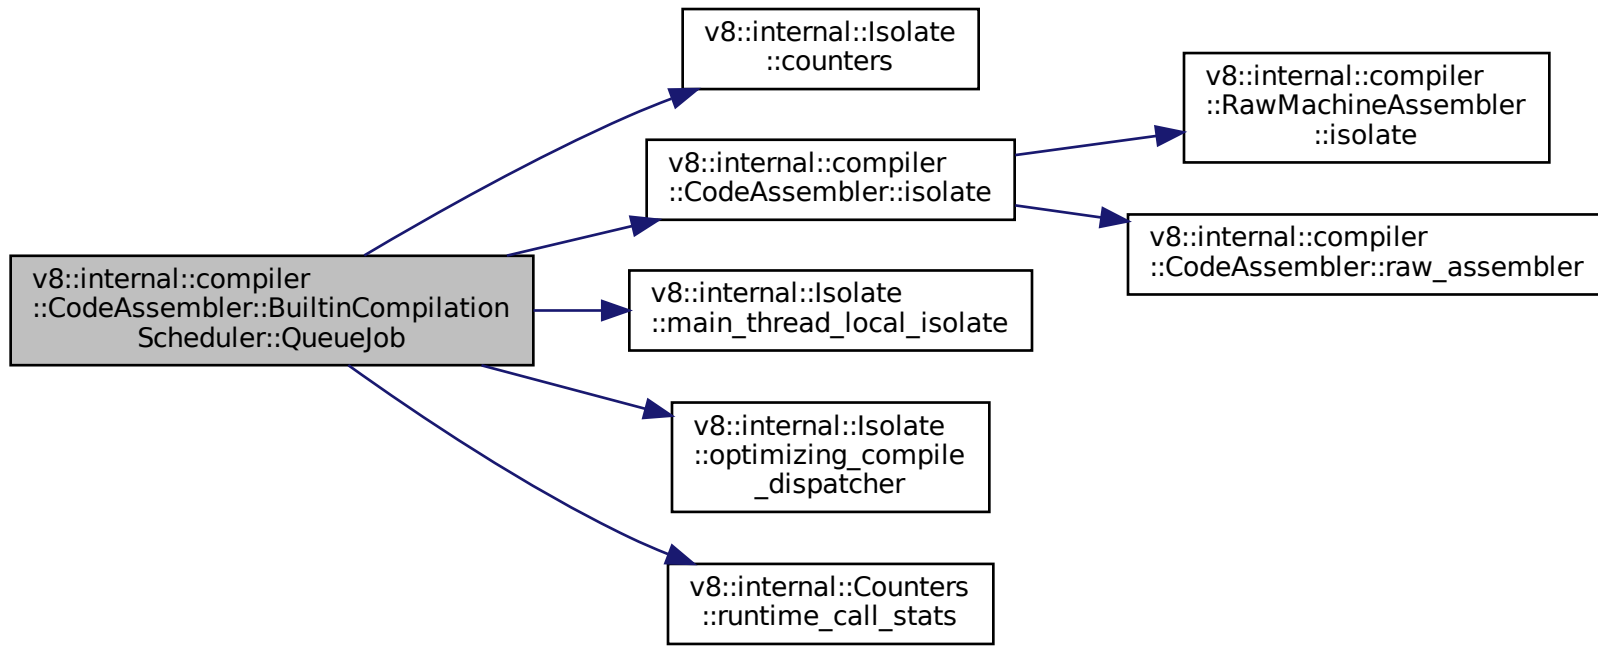 v8::internal::Isolate
::counters
v8::internal::compiler
::RawMachineAssembler
::isolate
v8::internal::compiler
::CodeAssembler::isolate
v8::internal::compiler
::CodeAssembler::raw_assembler
v8::internal::compiler
::CodeAssembler::BuiltinCompilation
Scheduler::QueueJob
v8::internal::Isolate
::main_thread_local_isolate
v8::internal::Isolate
::optimizing_compile
_dispatcher
v8::internal::Counters
::runtime_call_stats